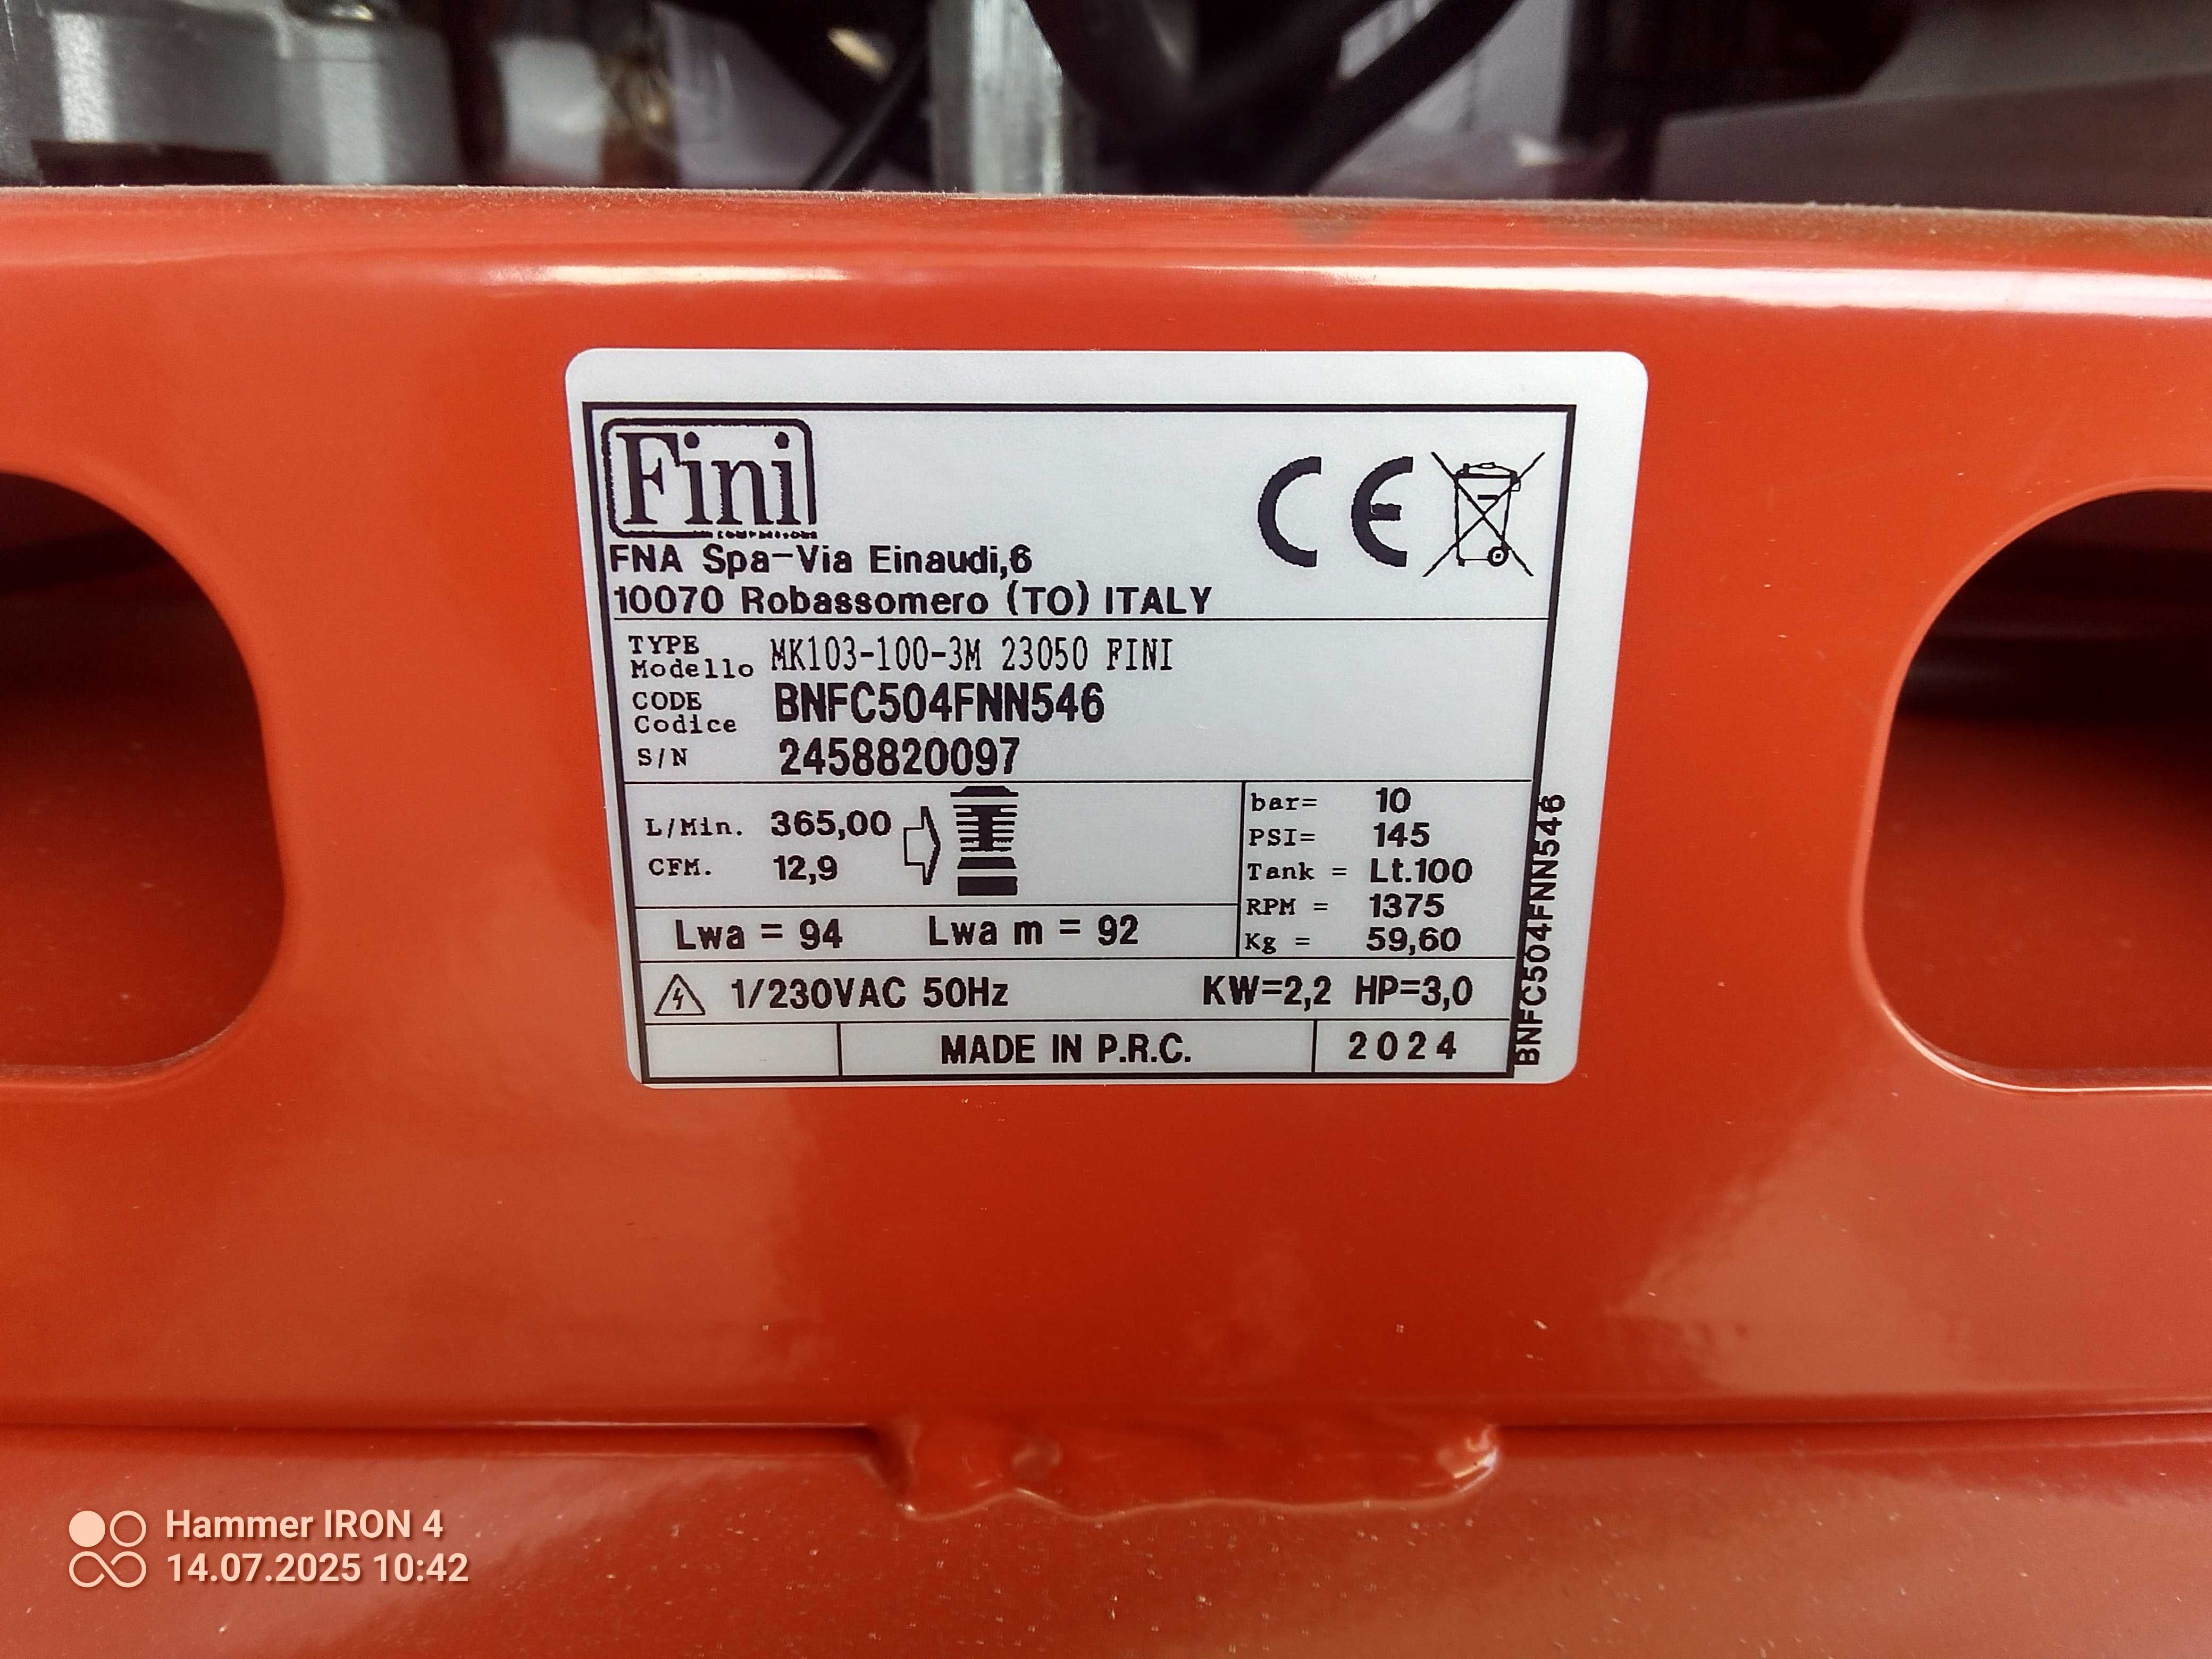 Fini
COMPRESSORS
CE
FNA Spa-Via Einaudi,6
10070 Robassomero (TO) ITALY
TYPE
Modello MK103-100-3M 23050 FINI
CODE
Codice BNFC504FNN546
S/N 2458820097
L/Min. 365,00
CFM. 12,9
bar= 10
PSI= 145
Tank = Lt.100
RPM = 1375
Kg = 59,60
Lwa = 94 Lwa m = 92
1/230VAC 50Hz KW=2,2 HP=3,0
MADE IN P.R.C. 2024
BNFC504FNN546
Hammer IRON 4
14.07.2025 10:42